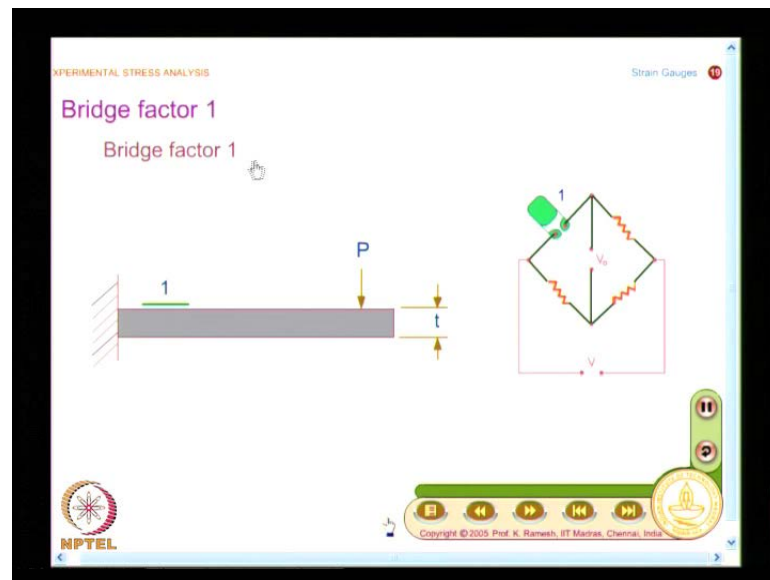 XPERIMENTAL STRESS ANALYSIS
Strain Gauges 19
Bridge factor 1
Bridge factor 1
1
P
1
Vo
t
V
NPTEL
Copyright © 2005 Prof. K. Ramesh, IIT Madras, Chennai, India